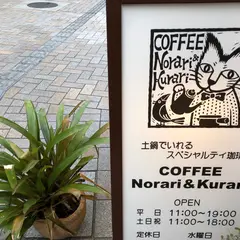 COFFEE
Norari&
Kurari
土鍋でいれる
スペシャルティ珈琲
COFFEE
Norari & Kurar
OPEN
平 日 11:00~19:00
土日祝 11:00~18:00
定休日 水曜日